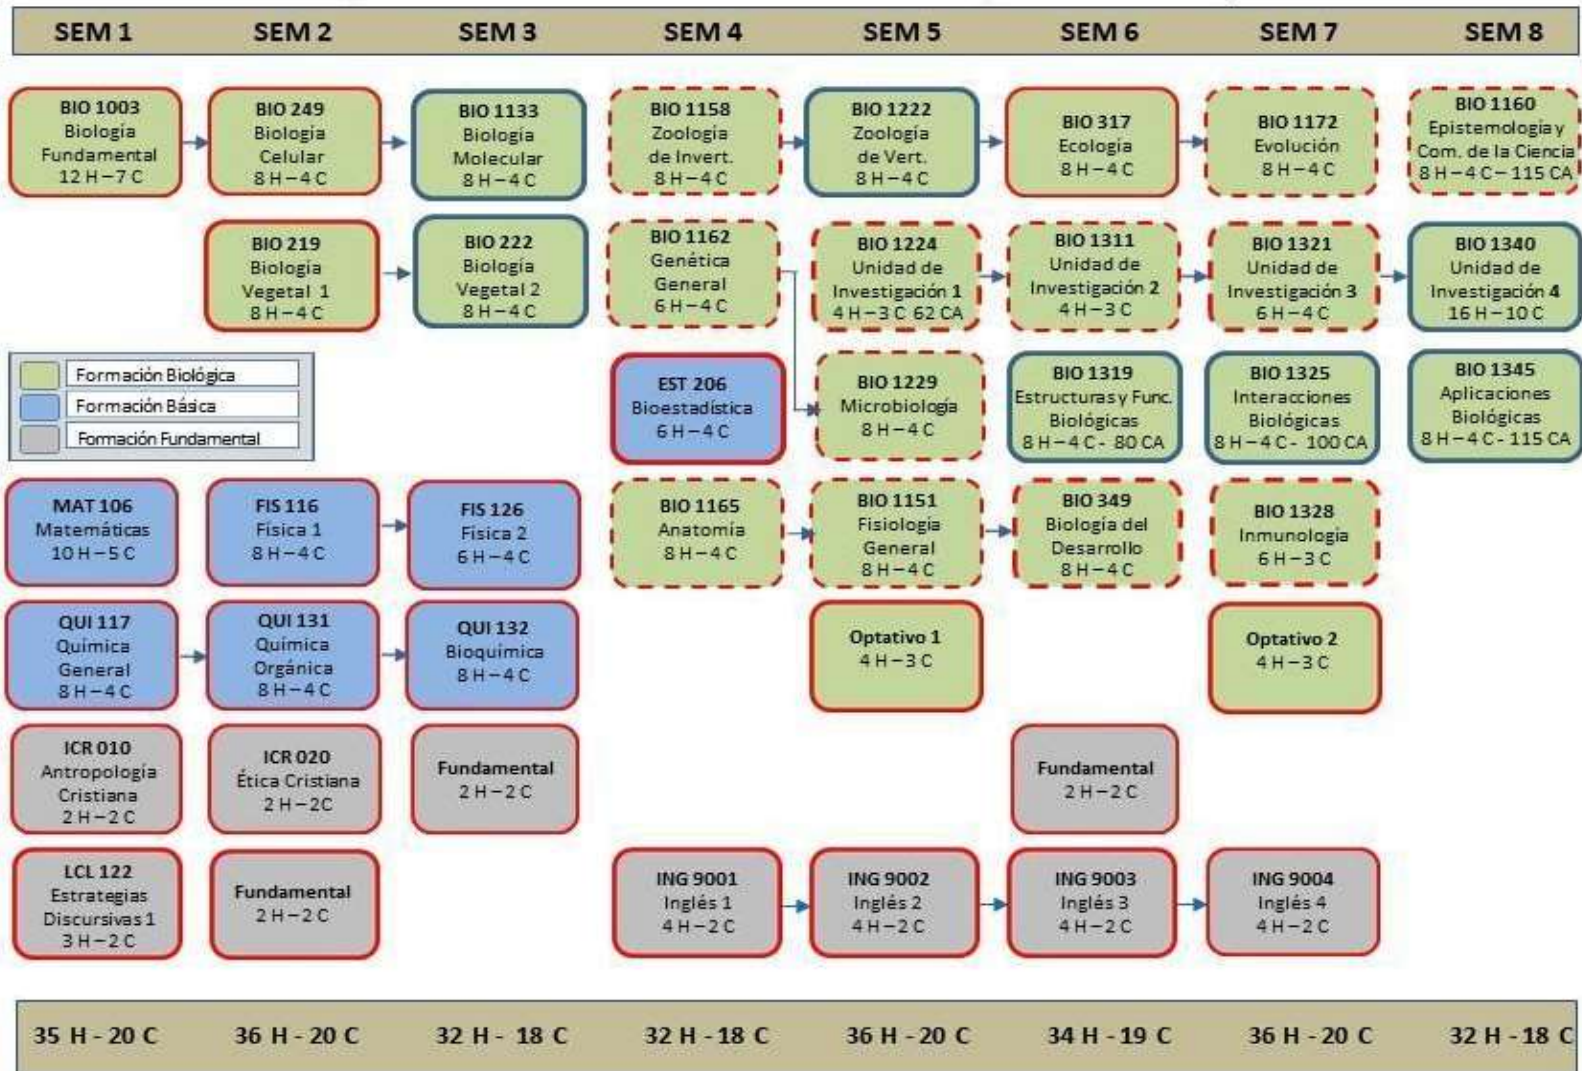 SEM 1 SEM 2 SEM 3 SEM 4 SEM 5 SEM 6 SEM 7 SEM 8
BIO 1003
Biología
Fundamental
12 H – 7 C
BIO 249
Biología
Celular
8 H – 4 C
BIO 1133
Biología
Molecular
8 H – 4 C
BIO 1158
Zoología
de Invert.
8 H – 4 C
BIO 1222
Zoología
de Vert.
8 H – 4 C
BIO 317
Ecología
8 H – 4 C
BIO 1172
Evolución
8 H – 4 C
BIO 1160
Epistemología y
Com. de la Ciencia
8 H – 4 C – 115 CA
BIO 219
Biología
Vegetal 1
8 H – 4 C
BIO 222
Biología
Vegetal 2
8 H – 4 C
BIO 1162
Genética
General
6 H – 4 C
BIO 1224
Unidad de
Investigación 1
4 H – 3 C 62 CA
BIO 1311
Unidad de
Investigación 2
4 H – 3 C
BIO 1321
Unidad de
Investigación 3
6 H – 4 C
BIO 1340
Unidad de
Investigación 4
16 H – 10 C
Formación Biológica
Formación Básica
Formación Fundamental
EST 206
Bioestadística
6 H – 4 C
BIO 1229
Microbiología
8 H – 4 C
BIO 1319
Estructuras y Func.
Biológicas
8 H – 4 C - 80 CA
BIO 1325
Interacciones
Biológicas
8 H – 4 C - 100 CA
BIO 1345
Aplicaciones
Biológicas
8 H – 4 C - 115 CA
MAT 106
Matemáticas
10 H – 5 C
FIS 116
Física 1
8 H – 4 C
FIS 126
Física 2
6 H – 4 C
BIO 1165
Anatomía
8 H – 4 C
BIO 1151
Fisiología
General
8 H – 4 C
BIO 349
Biología del
Desarrollo
8 H – 4 C
BIO 1328
Inmunología
6 H – 3 C
QUI 117
Química
General
8 H – 4 C
QUI 131
Química
Orgánica
8 H – 4 C
QUI 132
Bioquímica
8 H – 4 C
Optativo 1
4 H – 3 C
Optativo 2
4 H – 3 C
ICR 010
Antropología
Cristiana
2 H – 2 C
ICR 020
Ética Cristiana
2 H – 2C
Fundamental
2 H – 2 C
Fundamental
2 H – 2 C
LCL 122
Estrategias
Discursivas 1
3 H – 2 C
Fundamental
2 H – 2 C
ING 9001
Inglés 1
4 H – 2 C
ING 9002
Inglés 2
4 H – 2 C
ING 9003
Inglés 3
4 H – 2 C
ING 9004
Inglés 4
4 H – 2 C
35 H - 20 C 36 H - 20 C 32 H - 18 C 32 H - 18 C 36 H - 20 C 34 H - 19 C 36 H - 20 C 32 H - 18 C